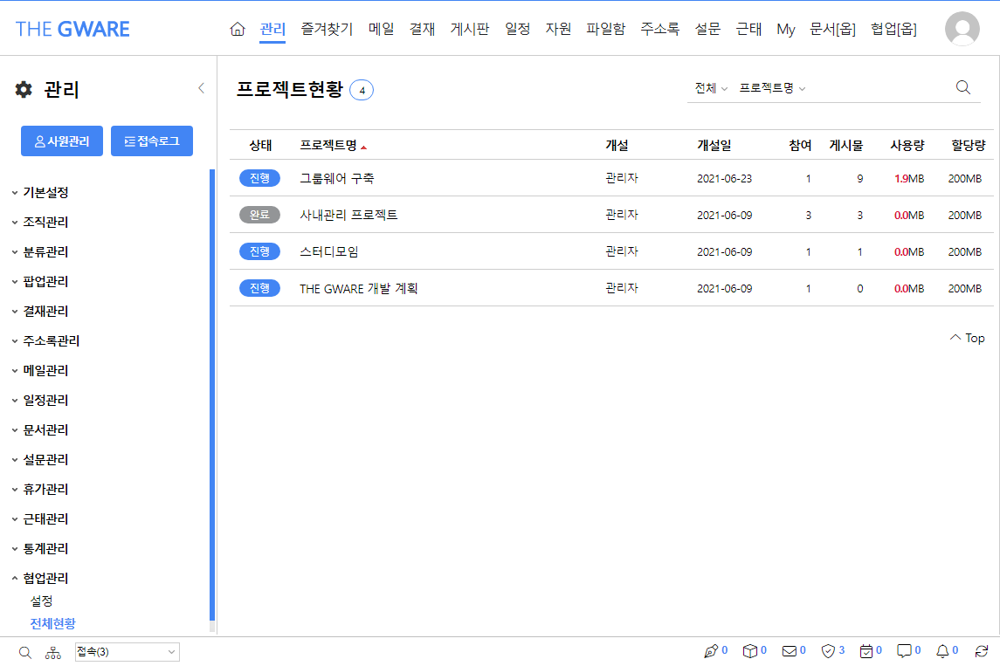 THE GWARE
관리 즐겨찾기 메일 결재 게시판 일정 자원 파일함 주소록 설문 근태 My 문서[옵] 협업[옵]
관리
사원관리 접속로그
기본설정
조직관리
분류관리
팝업관리
결재관리
주소록관리
메일관리
일정관리
문서관리
설문관리
휴가관리
근태관리
통계관리
협업관리
설정
전체현황
프로젝트현황 4
전체 프로젝트명
상태 프로젝트명 개설 개설일 참여 게시물 사용량 할당량
진행 그룹웨어 구축 관리자 2021-06-23 1 9 1.9MB 200MB
완료 사내관리 프로젝트 관리자 2021-06-09 3 3 0.0MB 200MB
진행 스터디모임 관리자 2021-06-09 1 1 0.0MB 200MB
진행 THE GWARE 개발 계획 관리자 2021-06-09 1 0 0.0MB 200MB
Top
접속(3) 0 0 0 3 0 0 0